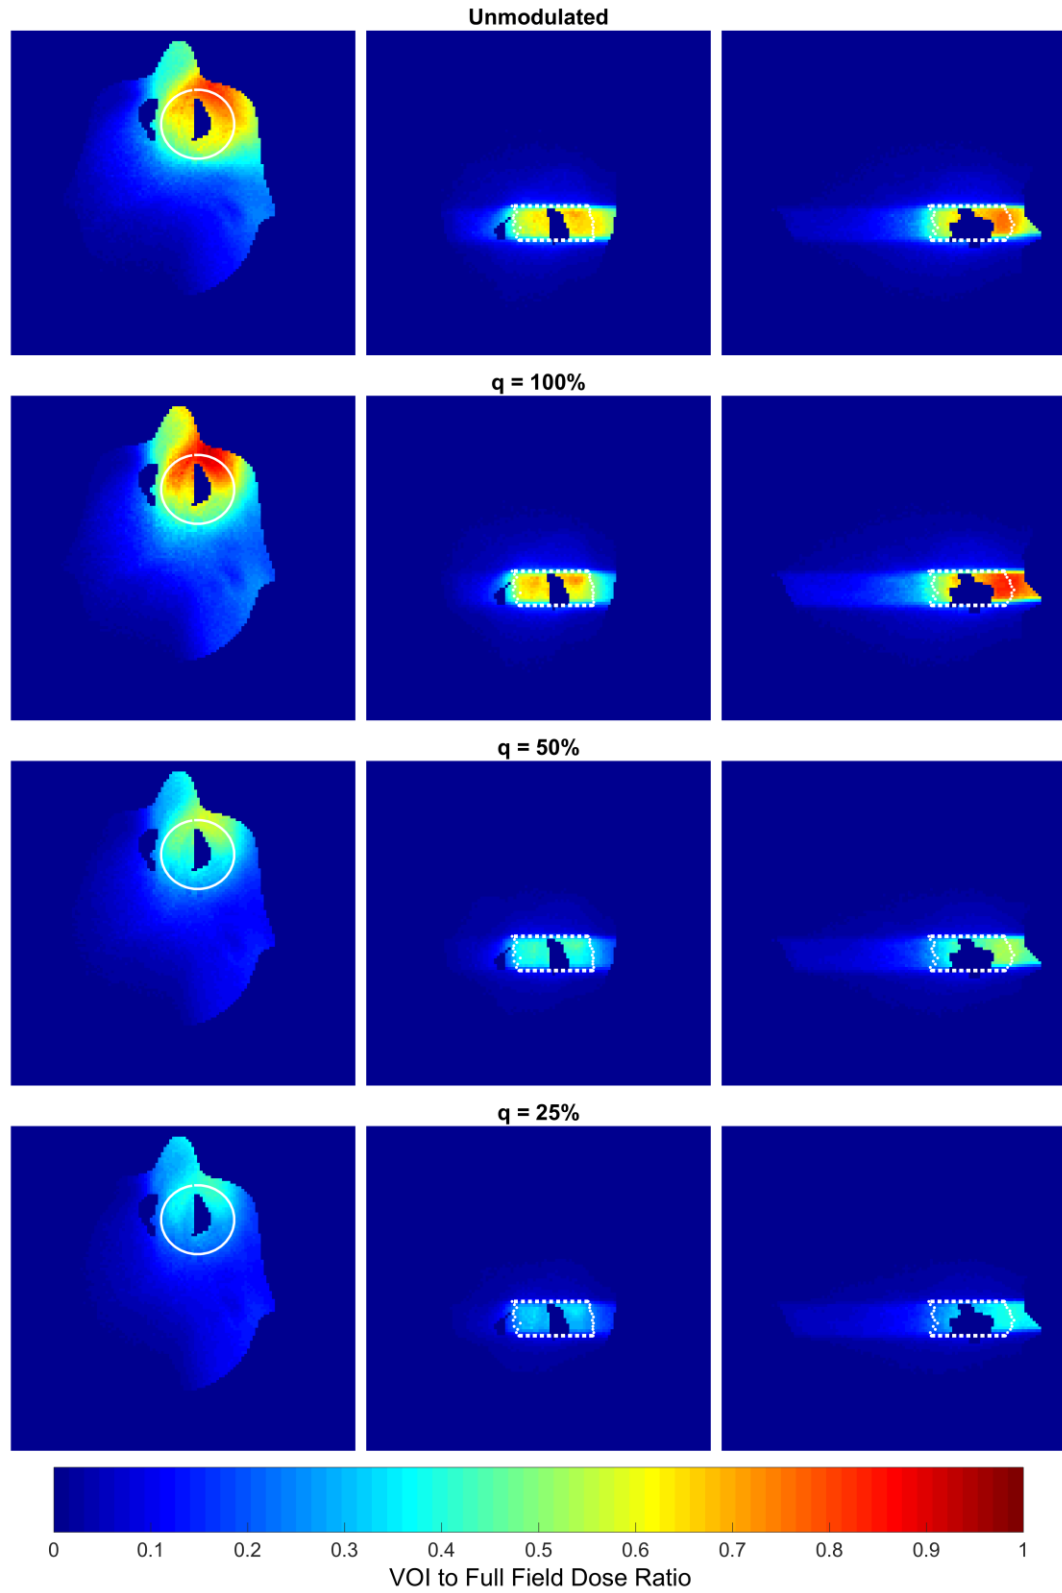 Unmodulated
q = 100%
q = 50%
q = 25%
0 0.1 0.2 0.3 0.4 0.5 0.6 0.7 0.8 0.9 1
VOI to Full Field Dose Ratio